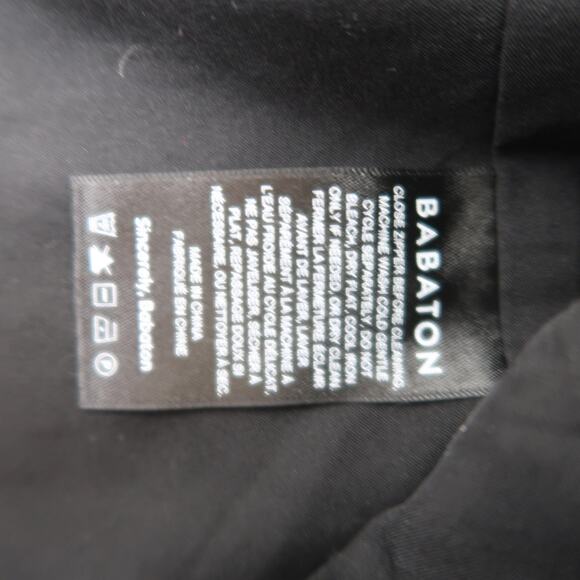 BABATON
CLOSE ZIPPER BEFORE CLEANING,
MACHINE WASH COLD GENTLE
CYCLE SEPARATELY DO NOT
BLEACH, DRY FLAT, COOL IRON
ONLY IF NEEDED, OR DRY CLEAN
FERMER LA FERMETURE ÉCLAIR
AVANT DE LAVER, LAVER
SÉPARÉMENT À LA MACHINE À
L'EAU FROIDE AU CYCLE DÉLICAT,
NE PAS JAVELLISER, SÉCHER À
PLAT, REPASSAGE DOUX SI
NÉCESSAIRE, OU NETTOYER À SEC.
MADE IN CHINA
FABRIQUÉ EN CHINE
Sincerely, Babaton